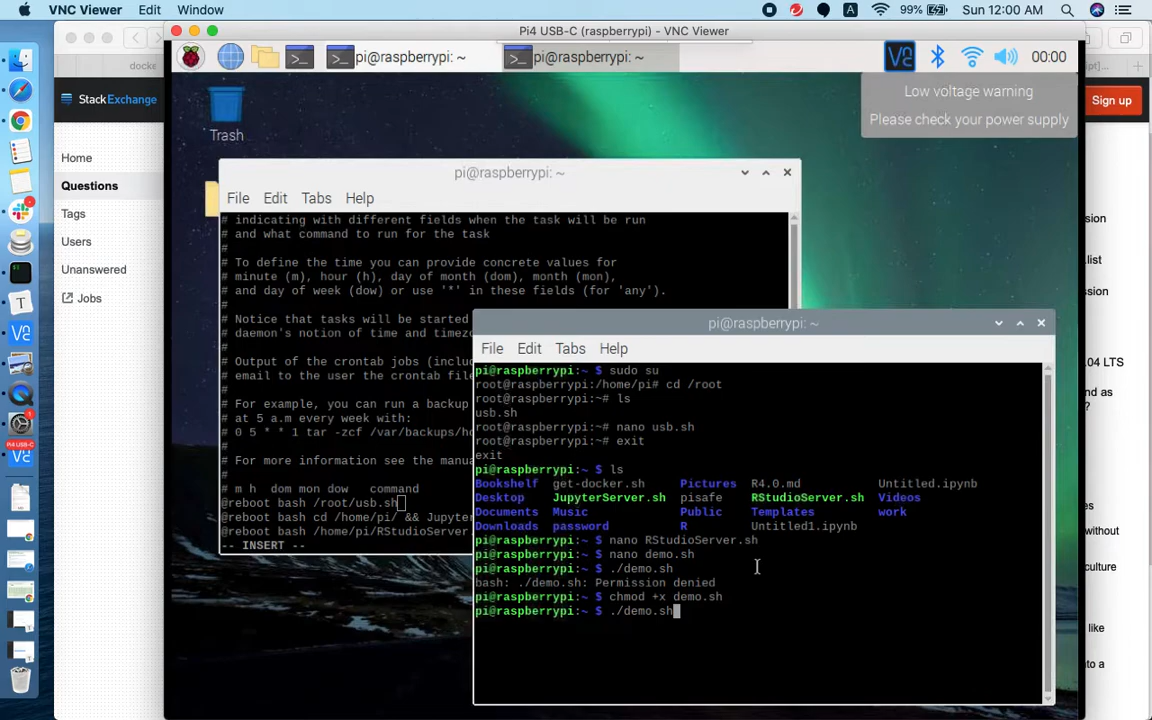 VNC Viewer Edit Window
A 99% Sun 12:00 AM
Pi4 USB-C (raspberrypi) - VNC Viewer
docke
pt]...
StackExchange
Sign up
Home
Questions
Tags
Users
Unanswered
Jobs
pi@raspberrypi: ~ pi@raspberrypi: ~ 00:00
Low voltage warning
Please check your power supply
Trash
pi@raspberrypi: ~
File Edit Tabs Help
# indicating with different fields when the task will be run
# and what command to run for the task
#
# To define the time you can provide concrete values for
# minute (m), hour (h), day of month (dom), month (mon),
# and day of week (dow) or use '*' in these fields (for 'any').
#
# Notice that tasks will be started
# daemon's notion of time and timez
#
# Output of the crontab jobs (inclu
# email to the user the crontab file
#
# For example, you can run a backup
# at 5 a.m every week with:
# 0 5 * * 1 tar -zcf /var/backups/ho
#
# For more information see the manua
#
# m h  dom mon dow   command
@reboot bash /root/usb.sh
@reboot bash cd /home/pi/ && Jupyte
@reboot bash /home/pi/RStudioServer.
-- INSERT --
pi@raspberrypi: ~
File Edit Tabs Help
pi@raspberrypi:~ $ sudo su
root@raspberrypi:/home/pi# cd /root
root@raspberrypi:~# ls
usb.sh
root@raspberrypi:~# nano usb.sh
root@raspberrypi:~# exit
exit
pi@raspberrypi:~ $ ls
Bookshelf get-docker.sh Pictures R4.0.md Untitled.ipynb
Desktop JupyterServer.sh pisafe RStudioServer.sh Videos
Documents Music Public Templates work
Downloads password R Untitled1.ipynb
pi@raspberrypi:~ $ nano RStudioServer.sh
pi@raspberrypi:~ $ nano demo.sh
pi@raspberrypi:~ $ ./demo.sh
bash: ./demo.sh: Permission denied
pi@raspberrypi:~ $ chmod +x demo.sh
pi@raspberrypi:~ $ ./demo.sh
sion
list
ssion
.04 LTS
nd as
?
without
like
to a
PI4 USB-C